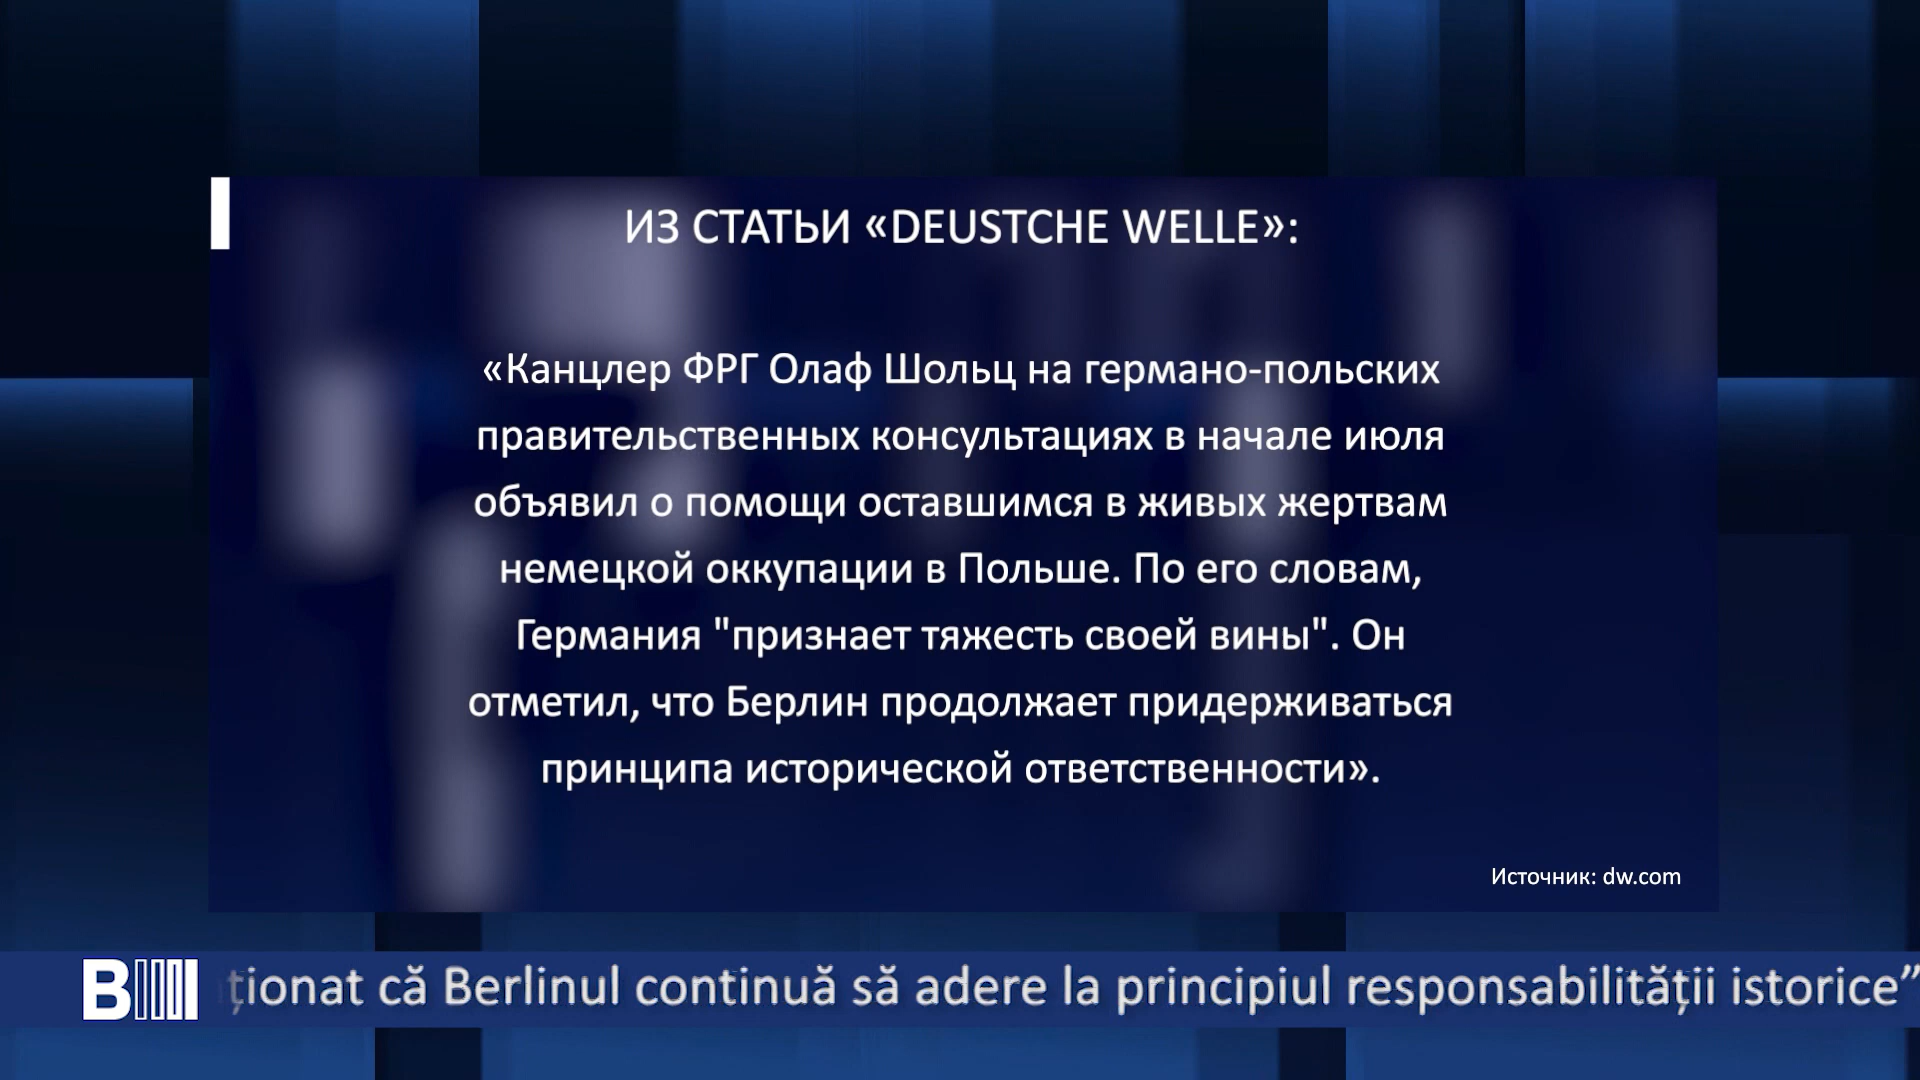 ИЗ СТАТЬИ «DEUSTCHE WELLE»:
«Канцлер ФРГ Олаф Шольц на германо-польских
правительственных консультациях в начале июля
объявил о помощи оставшимся в живых жертвам
немецкой оккупации в Польше. По его словам,
Германия "признает тяжесть своей вины". Он
отметил, что Берлин продолжает придерживаться
принципа исторической ответственности».
Источник: dw.com
B ționat că Berlinul continuă să adere la principiul responsabilității istorice”